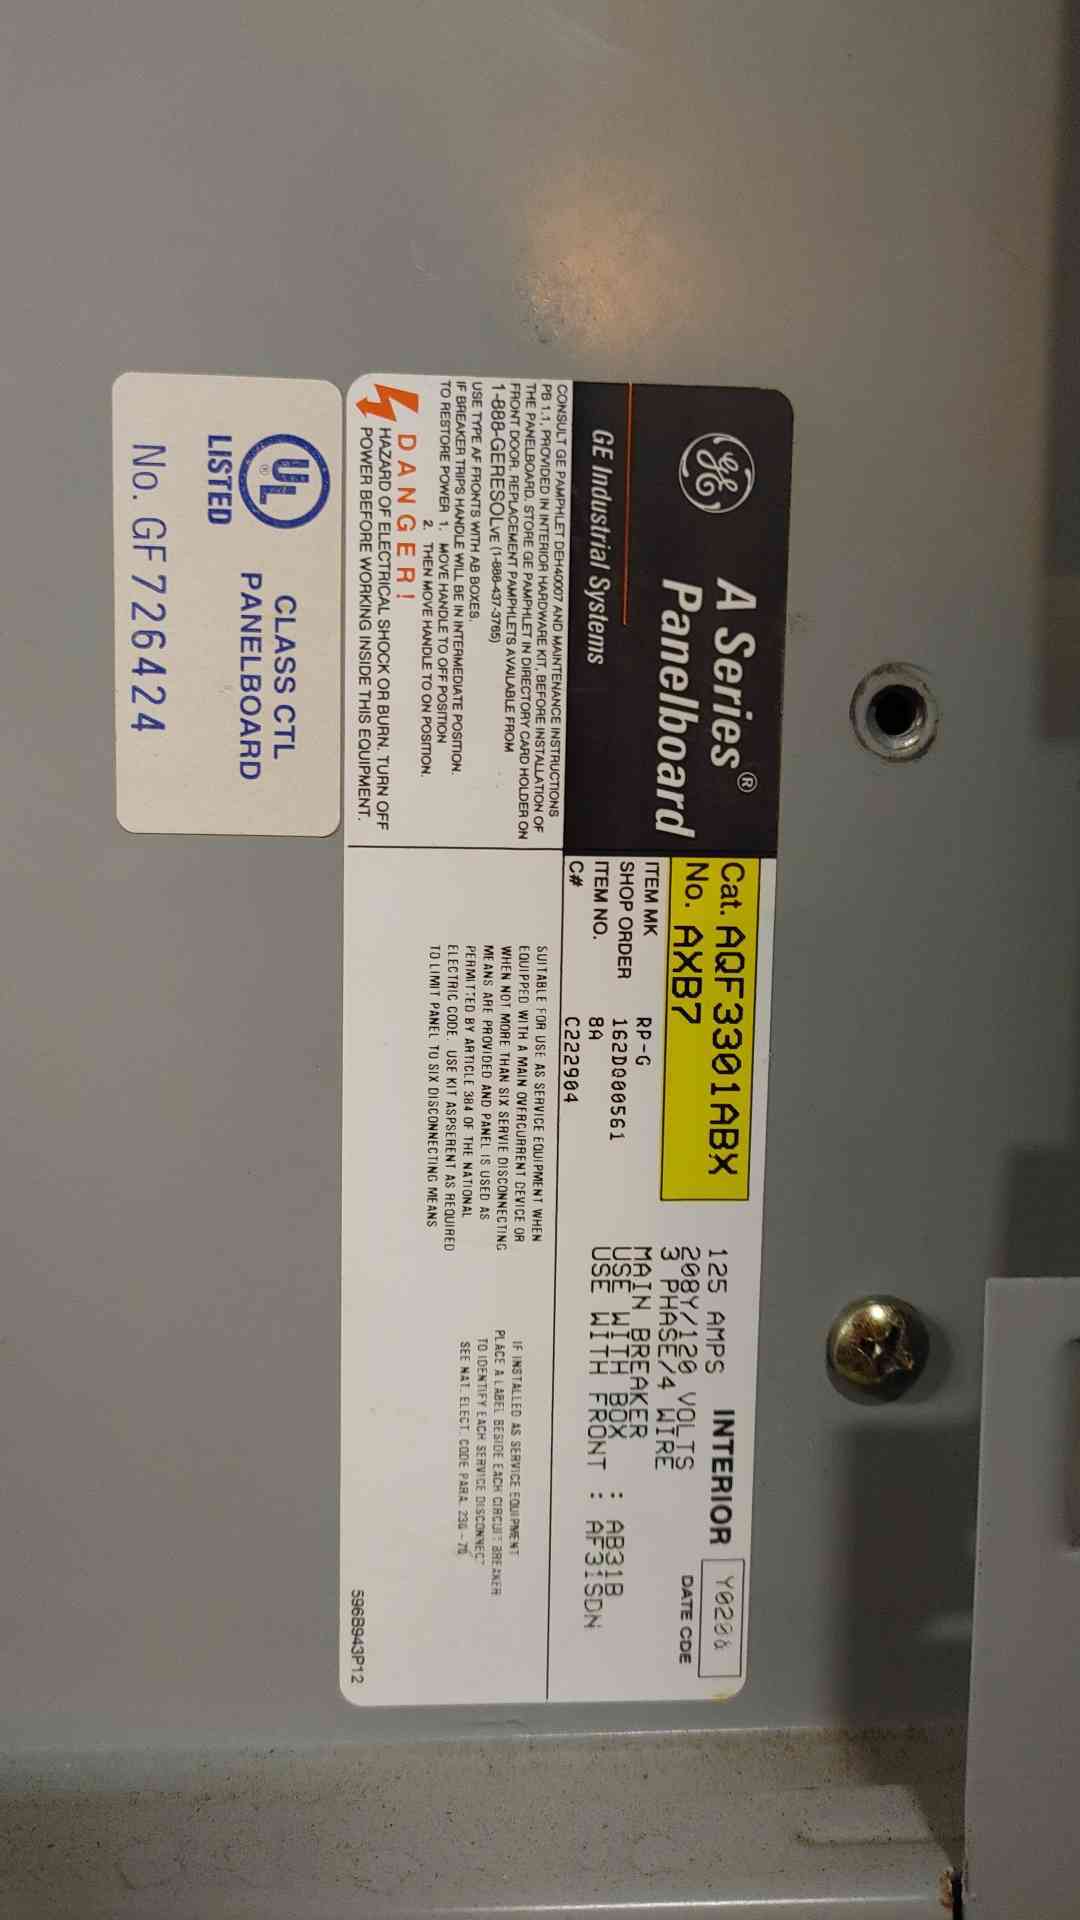 GE
A Series®
Panelboard
GE Industrial Systems
Cat. AQF3301ABX
No. AXB7
ITEM MK RP-G
SHOP ORDER 162DQ00561
ITEM NO. 8A
C# C222904
INTERIOR
DATE CDE
125 AMPS
208Y/120 VOLTS
3 PHASE/4 WIRE
MAIN BREAKER
USE WITH BOX : AB31B
USE WITH FRONT : AF31SDN
CONSULT GE PAMPHLET DEH40007 AND MAINTENANCE INSTRUCTIONS
PB 1.1, PROVIDED IN INTERIOR HARDWARE KIT, BEFORE INSTALLATION OF
THE PANELBOARD. STORE GE PAMPHLET IN DIRECTORY CARD HOLDER ON
FRONT DOOR. REPLACEMENT PAMPHLETS AVAILABLE FROM
1-888-GERESOLVE (1-888-437-3765)
USE TYPE AF FRONTS WITH AB BOXES.
IF BREAKER TRIPS HANDLE WILL BE IN INTERMEDIATE POSITION.
TO RESTORE POWER 1. MOVE HANDLE TO OFF POSITION
2. THEN MOVE HANDLE TO ON POSITION.
DANGER!
HAZARD OF ELECTRICAL SHOCK OR BURN. TURN OFF
POWER BEFORE WORKING INSIDE THIS EQUIPMENT.
SUITABLE FOR USE AS SERVICE EQUIPMENT WHEN
EQUIPPED WITH A MAIN OVERCURRENT DEVICE OR
WHEN NOT MORE THAN SIX SERVIE DISCONNECTING
MEANS ARE PROVIDED AND PANEL IS USED AS
PERMITTED BY ARTICLE 384 OF THE NATIONAL
ELECTRIC CODE. USE KIT ASPSERENT AS REQUIRED
TO LIMIT PANEL TO SIX DISCONNECTING MEANS
IF INSTALLED AS SERVICE EQUIPMENT
PLACE A LABEL BESIDE EACH CIRCUIT BREAKER
TO IDENTIFY EACH SERVICE DISCONNECT
SEE NAT. ELECT. CODE PARA. 230-70
596B943P12
UL®
LISTED
CLASS CTL
PANELBOARD
No. GF726424